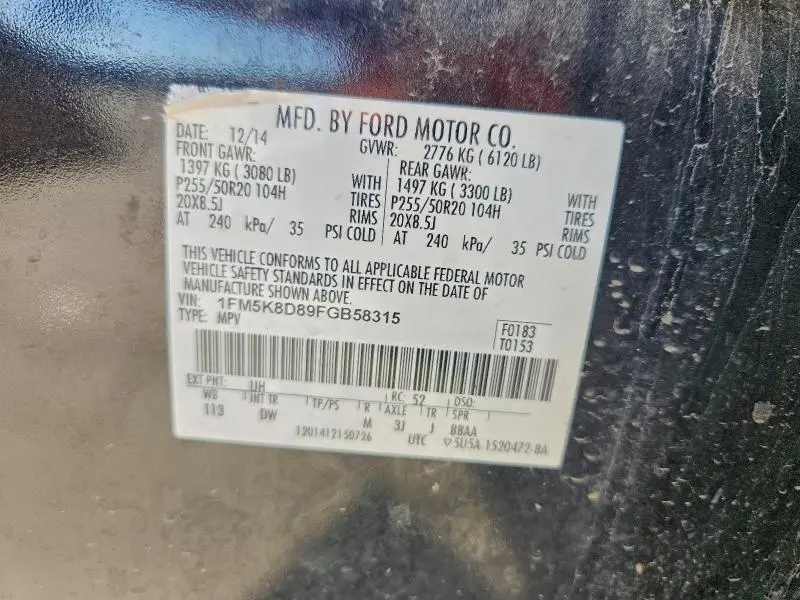 MFD. BY FORD MOTOR CO.
DATE: 12/14 GVWR: 2776 KG ( 6120 LB)
FRONT GAWR: REAR GAWR:
1397 KG ( 3080 LB) WITH 1497 KG ( 3300 LB) WITH
P255/50R20 104H TIRES P255/50R20 104H TIRES
20X8.5J RIMS 20X8.5J RIMS
AT 240 kPa/ 35 PSI COLD AT 240 kPa/ 35 PSI COLD
THIS VEHICLE CONFORMS TO ALL APPLICABLE FEDERAL MOTOR
VEHICLE SAFETY STANDARDS IN EFFECT ON THE DATE OF
MANUFACTURE SHOWN ABOVE.
VIN: 1FM5K8D89FGB58315
TYPE: MPV
F0183
T0153
EXT PNT: UH RC: 52 DSO:
WB INT TR TP/PS R AXLE TR SPR
113 DW M 3J J BBAA
1201412150726 UTC ▽5U5A-1520472-BA